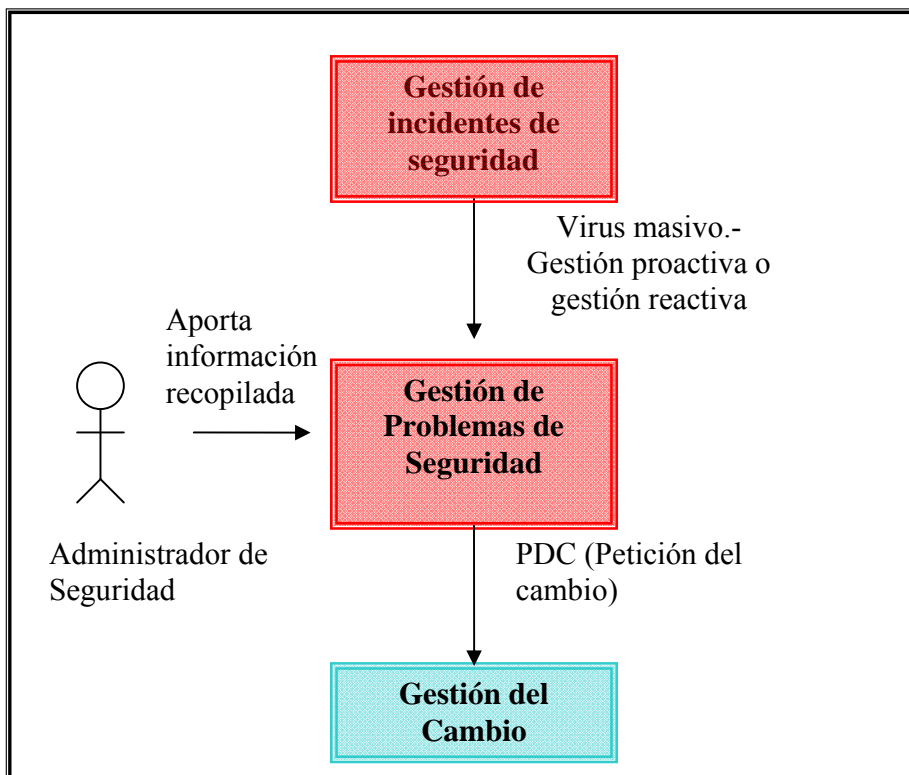 Gestión de
incidentes de
seguridad
Virus masivo.-
Gestión proactiva o
gestión reactiva
Aporta
información
recopilada
Gestión de
Problemas de
Seguridad
Administrador de
Seguridad
PDC (Petición del
cambio)
Gestión del
Cambio